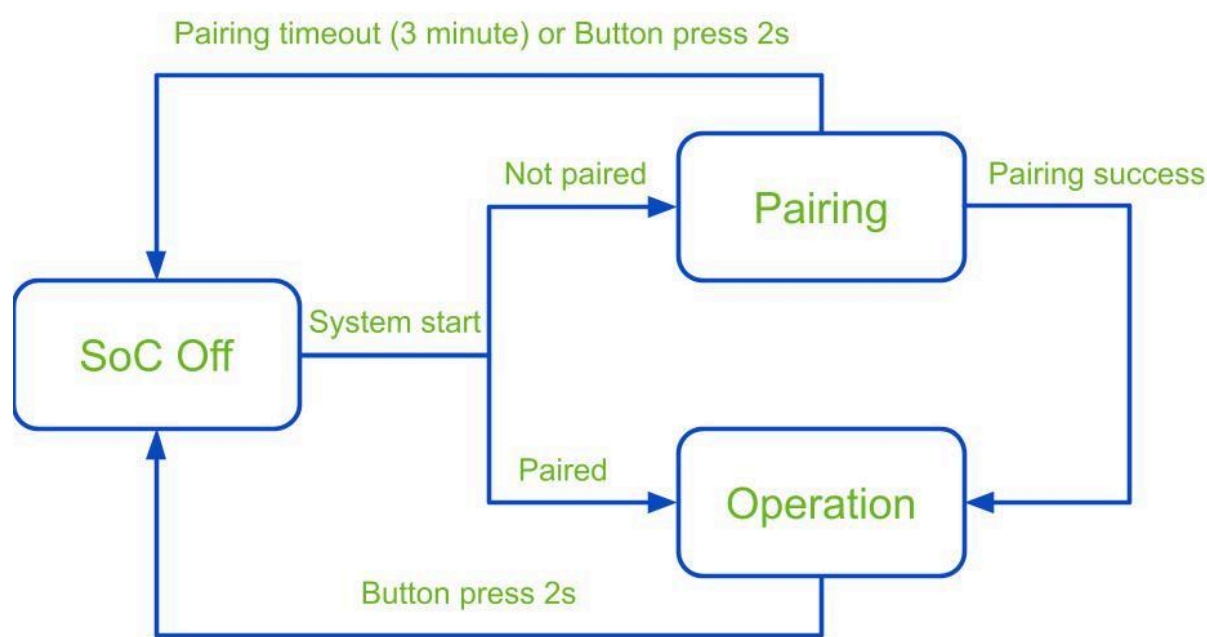 Pairing timeout (3 minute) or Button press 2s
Not paired
Pairing success
Pairing
System start
SoC Off
Paired
Operation
Button press 2s